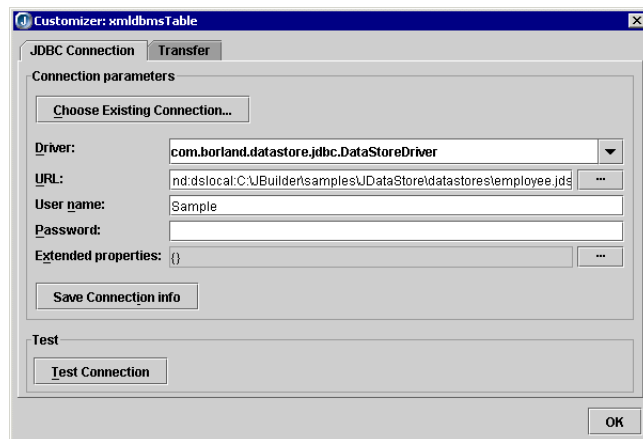 Customizer: xmldbmsTable
JDBC Connection Transfer
Connection parameters
Choose Existing Connection...
Driver: com.borland.datastore.jdbc.DataStoreDriver
URL: nd:dslocal:C:\JBuilder\samples\JDataStore\datastores\employee.jds ...
User name: Sample
Password:
Extended properties: {} ...
Save Connection info
Test
Test Connection
OK